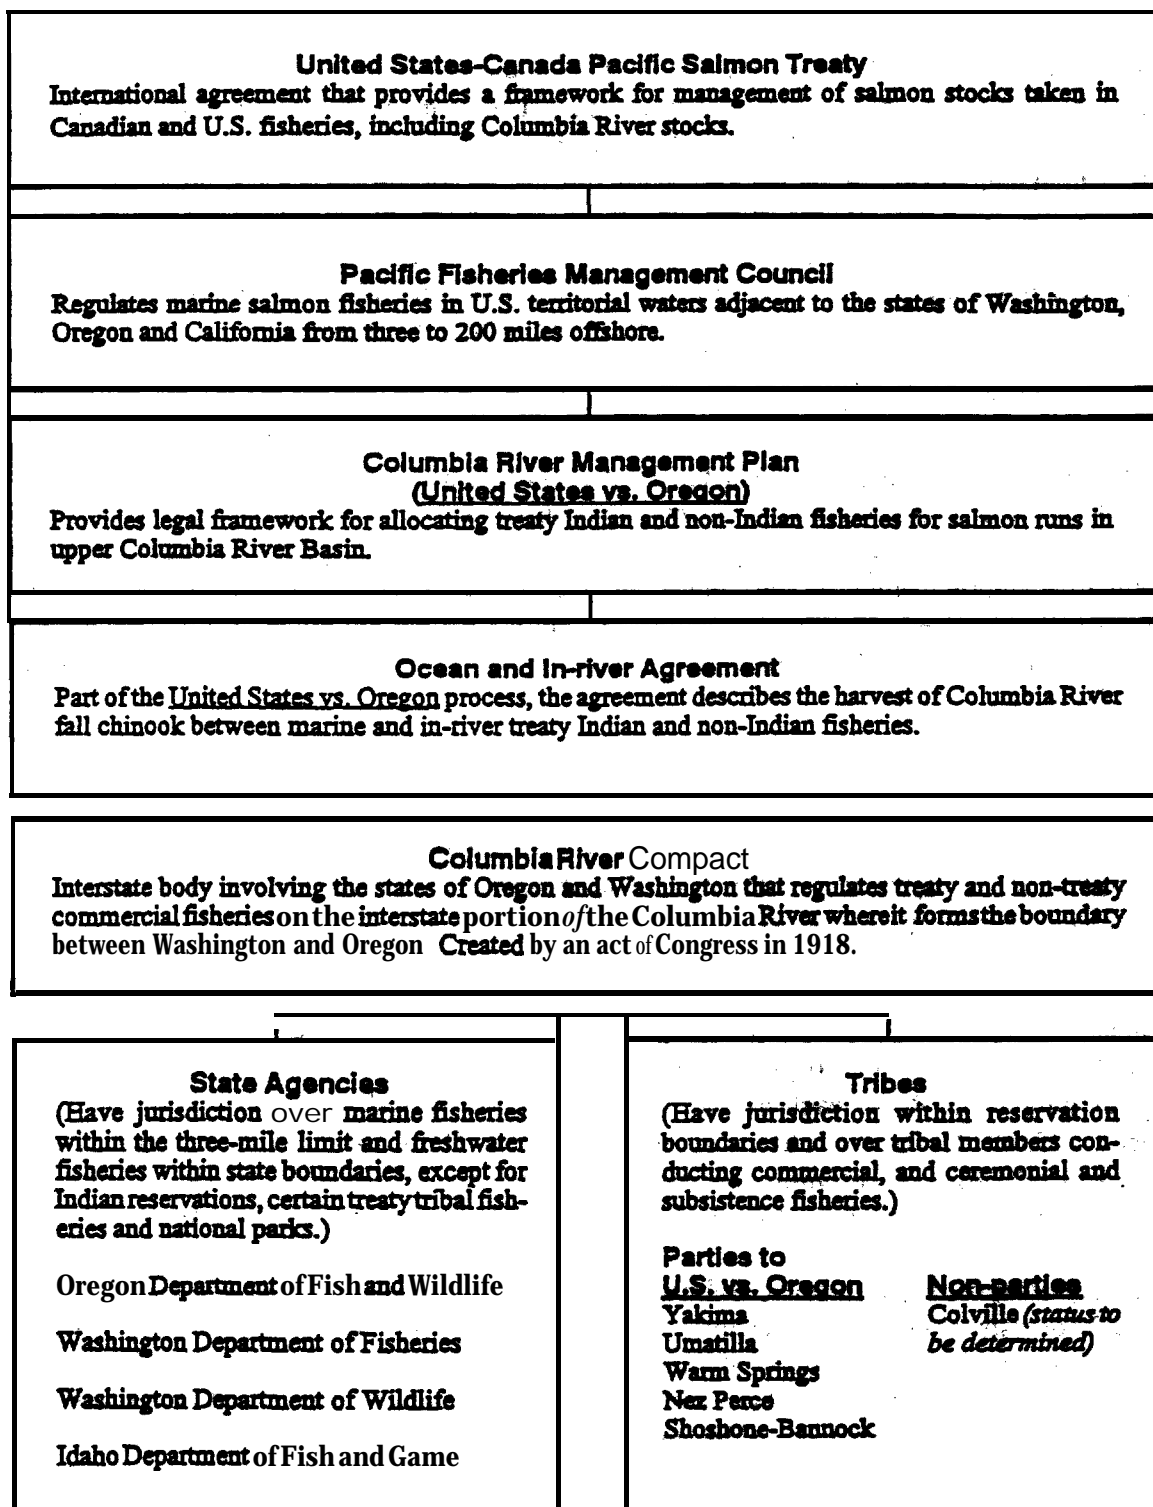 United States-Canada Pacific Salmon Treaty
International agreement that provides a framework for management of salmon stocks taken in
Canadian and U.S. fisheries, including Columbia River stocks.
Pacific Fisheries Management Council
Regulates marine salmon fisheries in U.S. territorial waters adjacent to the states of Washington,
Oregon and California from three to 200 miles offshore.
Columbia River Management Plan
(United States vs. Oregon)
Provides legal framework for allocating treaty Indian and non-Indian fisheries for salmon runs in
upper Columbia River Basin.
Ocean and In-river Agreement
Part of the United States vs. Oregon process, the agreement describes the harvest of Columbia River
fall chinook between marine and in-river treaty Indian and non-Indian fisheries.
Columbia River Compact
Interstate body involving the states of Oregon and Washington that regulates treaty and non-treaty
commercial fisheries on the interstate portion of the Columbia River where it forms the boundary
between Washington and Oregon Created by an act of Congress in 1918.
State Agencies
(Have jurisdiction over marine fisheries
within the three-mile limit and freshwater
fisheries within state boundaries, except for
Indian reservations, certain treaty tribal fish-
eries and national parks.)
Oregon Department of Fish and Wildlife
Washington Department of Fisheries
Washington Department of Wildlife
Idaho Department of Fish and Game
Tribes
(Have jurisdiction within reservation
boundaries and over tribal members con-
ducting commercial, and ceremonial and
subsistence fisheries.)
Parties to
U.S. vs. Oregon
Yakima
Umatilla
Warm Springs
Nez Perce
Shoshone-Bannock
Non-parties
Colville (status to
be determined)